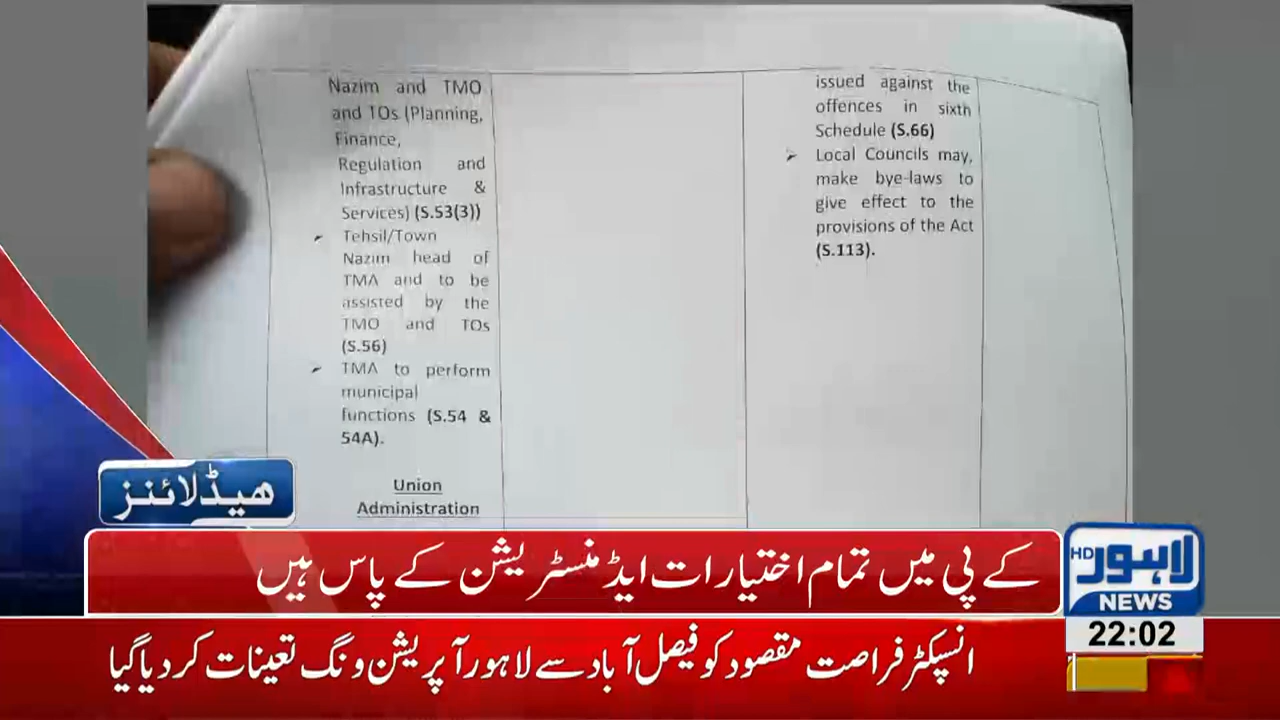 Nazim and TMO
and TOs (Planning,
Finance,
Regulation and
Infrastructure &
Services) (S.53(3))
➢ Tehsil/Town
Nazim head of
TMA and to be
assisted by the
TMO and TOs
(S.56)
➢ TMA to perform
municipal
functions (S.54 &
54A).
Union
Administration
issued against the
offences in sixth
Schedule (S.66)
➢ Local Councils may,
make bye-laws to
give effect to the
provisions of the Act
(S.113).
ھیڈلائنز
کے پی میں تمام اختیارات ایڈمنسٹریشن کے پاس ہیں
HD لاہور
NEWS
22:02
انسپکٹر فراصت مقصود کو فیصل آباد سے لاہور آپریشن ونگ تعینات کر دیا گیا